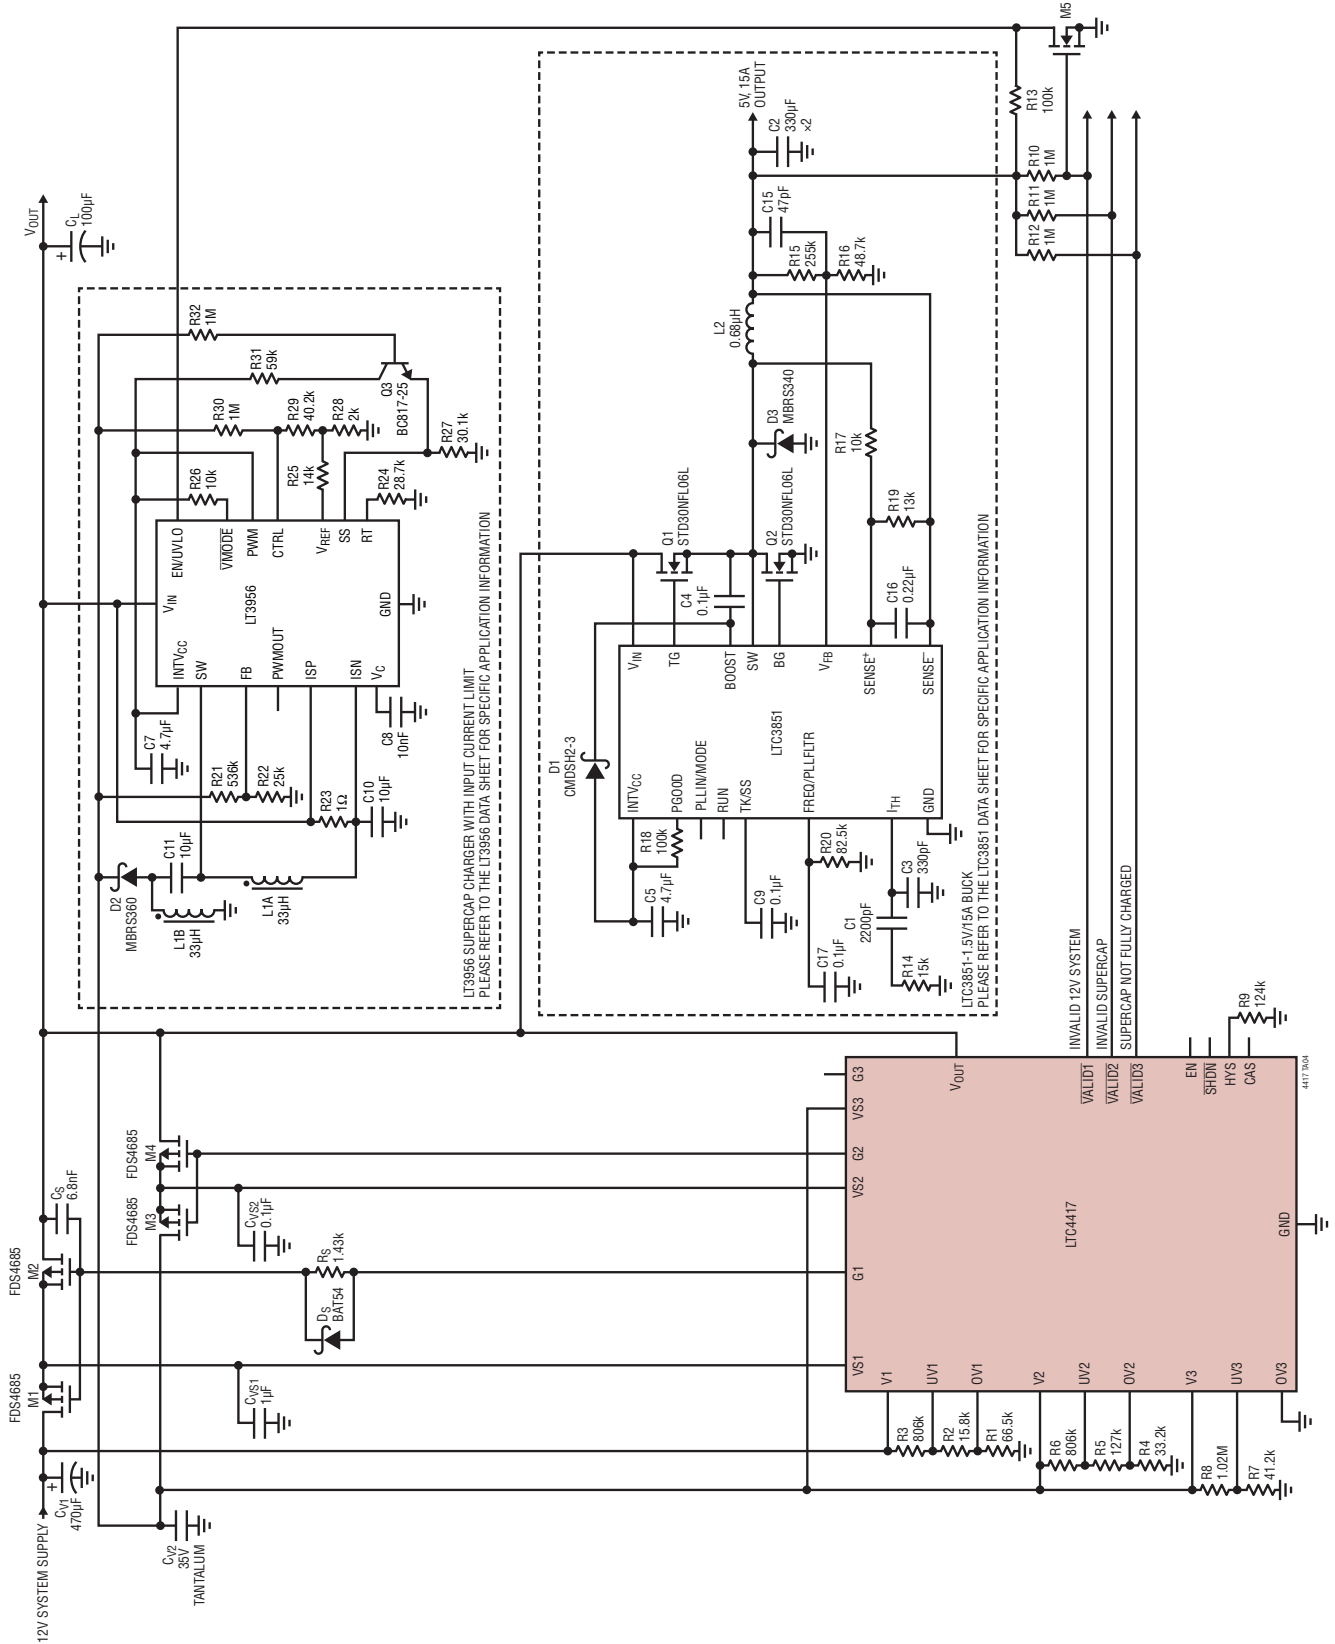 12V SYSTEM SUPPLY
CV1
470µF
+
FDS4685
M1
FDS4685
M2
CS
6.8nF
VOUT
CL
100µF
+
CV2
35V
TANTALUM
CVS1
1µF
DS
BAT54
RS
1.43k
CVS2
0.1µF
FDS4685
M3
FDS4685
M4
D2
MBRS360
L1B
33µH
C11
10µF
L1A
33µH
C7
4.7µF
R21
536k
R22
25k
R23
1Ω
C10
10µF
C8
10nF
INTVCC
SW
FB
PWMOUT
ISP
ISN
VC
VIN
LT3956
GND
EN/UVLO
VMODE
PWM
CTRL
VREF
SS
RT
R26
10k
R25
14k
R24
28.7k
R30
1M
R29
40.2k
R28
2k
R27
30.1k
R31
59k
R32
1M
Q3
BC817-25
LT3956 SUPERCAP CHARGER WITH INPUT CURRENT LIMIT
PLEASE REFER TO THE LT3956 DATA SHEET FOR SPECIFIC APPLICATION INFORMATION
D1
CMDSH2-3
C5
4.7µF
R18
100k
C9
0.1µF
C17
0.1µF
R20
82.5k
C1
2200pF
R14
15k
C3
330pF
INTVCC
PGOOD
PLLIN/MODE
RUN
TK/SS
FREQ/PLLFLTR
ITH
GND
LTC3851
VIN
TG
BOOST
SW
BG
VFB
SENSE+
SENSE–
C4
0.1µF
Q1
STD30NFL06L
Q2
STD30NFL06L
D3
MBRS340
C16
0.22µF
R19
13k
R17
10k
L2
0.68µH
R15
255k
R16
48.7k
C15
47pF
C2
330µF
×2
5V, 15A
OUTPUT
LTC3851-1.5V/15A BUCK
PLEASE REFER TO THE LTC3851 DATA SHEET FOR SPECIFIC APPLICATION INFORMATION
R12
1M
R11
1M
R10
1M
R13
100k
M5
INVALID 12V SYSTEM
INVALID SUPERCAP
SUPERCAP NOT FULLY CHARGED
VS1
G1
VS2
G2
VS3
G3
V1
UV1
OV1
V2
UV2
OV2
V3
UV3
OV3
LTC4417
GND
VOUT
VALID1
VALID2
VALID3
EN
SHDN
HYS
CAS
R3
806k
R2
15.8k
R1
66.5k
R6
806k
R5
127k
R4
33.2k
R8
1.02M
R7
41.2k
R9
124k
4417 TA04